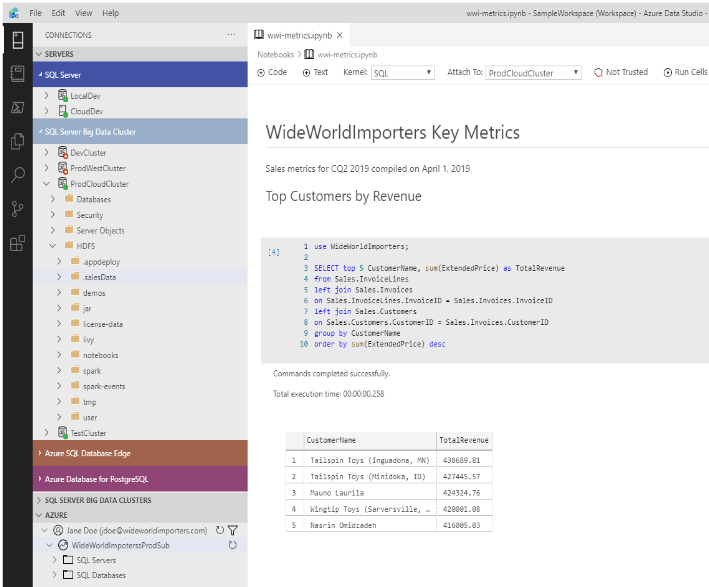 File Edit View Help
wwi-metrics.ipynb - SampleWorkspace (Workspace) - Azure Data Studio -
CONNECTIONS
SERVERS
SQL Server
LocalDev
CloudDev
SQL Server Big Data Cluster
DevCluster
ProdWestCluster
ProdCloudCluster
Databases
Security
Server Objects
HDFS
.appdeploy
.salesData
demos
jar
license-data
livy
notebooks
spark
spark-events
tmp
user
TestCluster
Azure SQL Database Edge
Azure Database for PostgreSQL
SQL SERVER BIG DATA CLUSTERS
AZURE
Jane Doe (jdoe@wideworldimporters.com)
WideWorldImpoterssProdSub
SQL Servers
SQL Databases
wwi-metrics.ipynb
Notebooks > wwi-metrics.ipynb
Code Text Kernel: SQL Attach To: ProdCloudCluster Not Trusted Run Cells
WideWorldImporters Key Metrics
Sales metrics for CQ2 2019 compiled on April 1, 2019
Top Customers by Revenue
[4]
1 use WideWorldImporters;
2
3 SELECT top 5 CustomerName, sum(ExtendedPrice) as TotalRevenue
4 from Sales.InvoiceLines
5 left join Sales.Invoices
6 on Sales.InvoiceLines.InvoiceID = Sales.Invoices.InvoiceID
7 left join Sales.Customers
8 on Sales.Customers.CustomerID = Sales.Invoices.CustomerID
9 group by CustomerName
10 order by sum(ExtendedPrice) desc
Commands completed successfully.
Total execution time: 00:00:00.258
CustomerName TotalRevenue
1 Tailspin Toys (Inguadona, MN) 438689.81
2 Tailspin Toys (Minidoka, ID) 427445.57
3 Mauno Laurila 424324.76
4 Wingtip Toys (Sarversville, … 420001.08
5 Nasrin Omidzadeh 416005.03